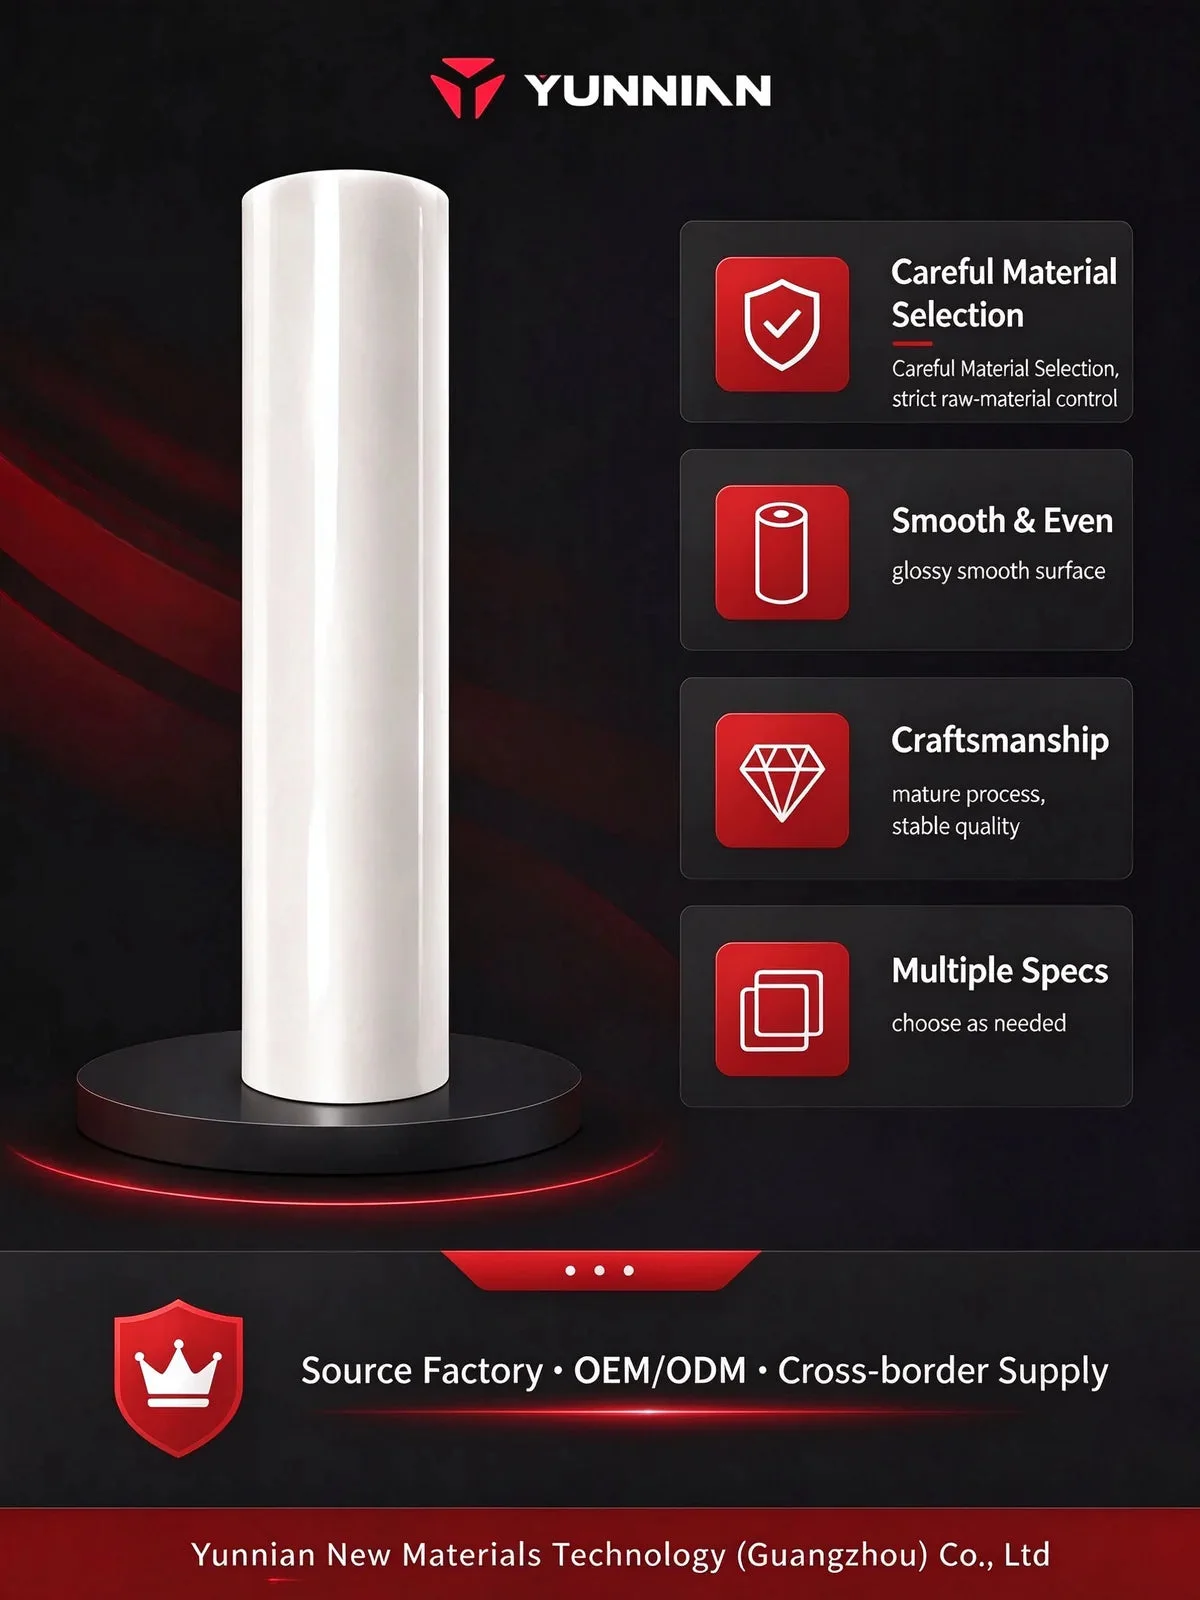 YUNNIAN
Careful Material
Selection
Careful Material Selection,
strict raw-material control
Smooth & Even
glossy smooth surface
Craftsmanship
mature process,
stable quality
Multiple Specs
choose as needed
Source Factory • OEM/ODM • Cross-border Supply
Yunnian New Materials Technology (Guangzhou) Co., Ltd